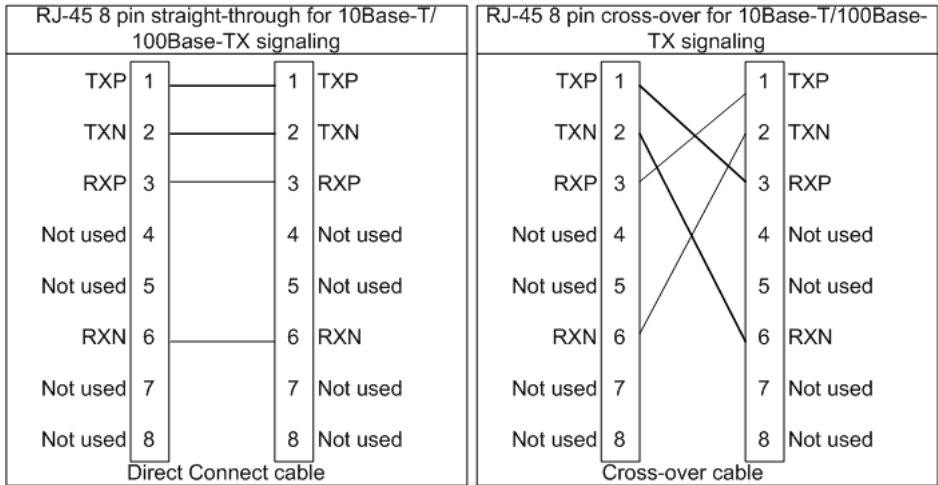 RJ-45 8 pin straight-through for 10Base-T/
100Base-TX signaling
TXP 1 1 TXP
TXN 2 2 TXN
RXP 3 3 RXP
Not used 4 4 Not used
Not used 5 5 Not used
RXN 6 6 RXN
Not used 7 7 Not used
Not used 8 8 Not used
Direct Connect cable
RJ-45 8 pin cross-over for 10Base-T/100Base-
TX signaling
TXP 1 1 TXP
TXN 2 2 TXN
RXP 3 3 RXP
Not used 4 4 Not used
Not used 5 5 Not used
RXN 6 6 RXN
Not used 7 7 Not used
Not used 8 8 Not used
Cross-over cable